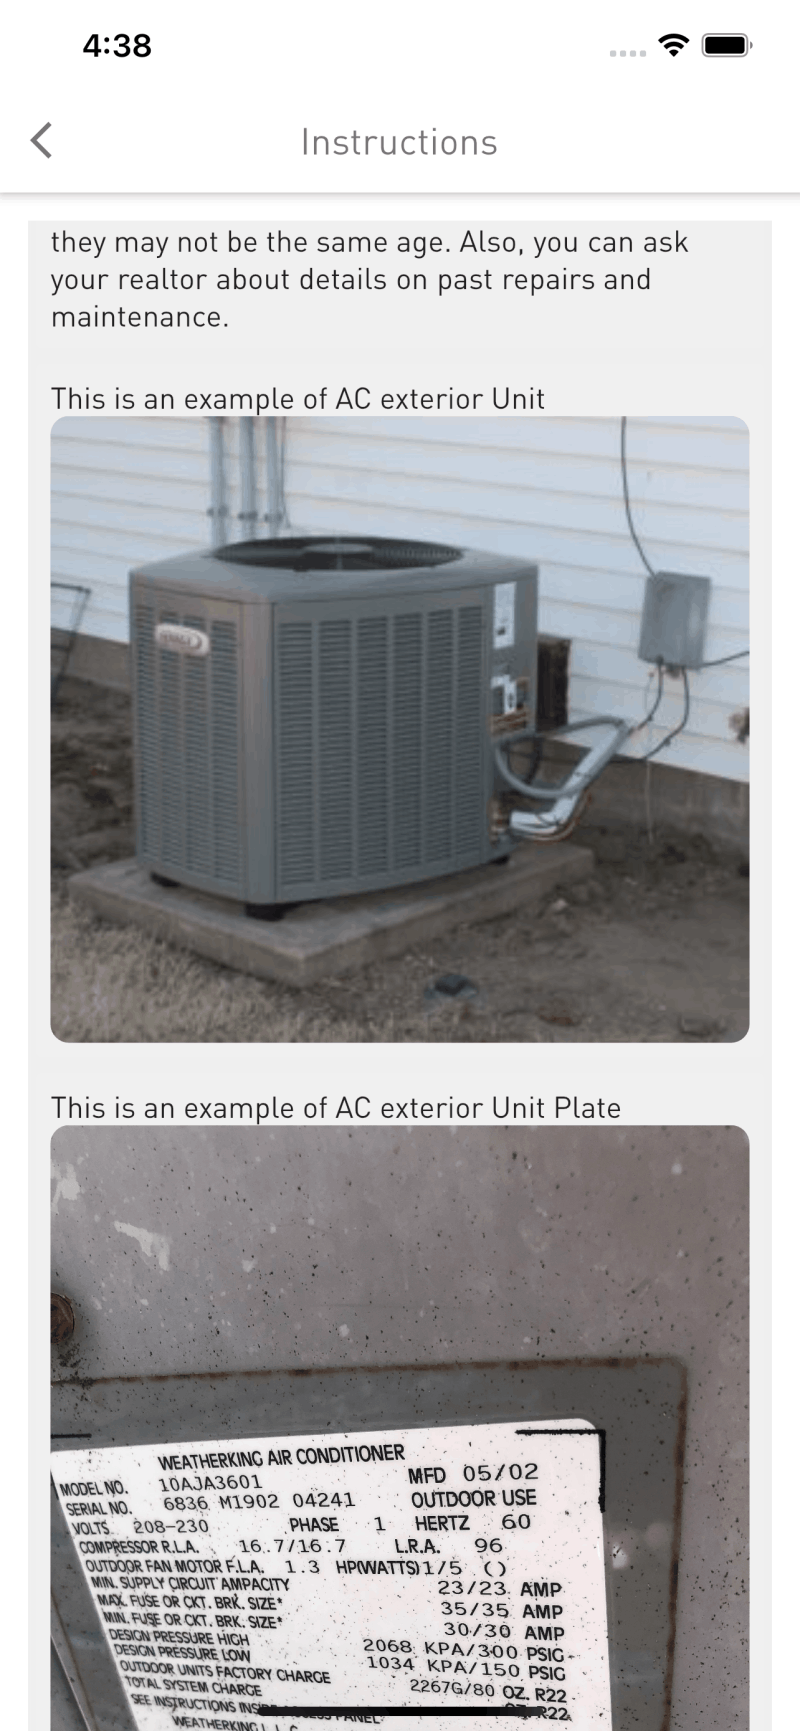 4:38
Instructions
they may not be the same age. Also, you can ask
your realtor about details on past repairs and
maintenance.
This is an example of AC exterior Unit
LENNOX
This is an example of AC exterior Unit Plate
WEATHERKING AIR CONDITIONER
MODEL NO. 10AJA3601 MFD 05/02
SERIAL NO. 6836 M1902 04241 OUTDOOR USE
VOLTS 208-230 PHASE 1 HERTZ 60
COMPRESSOR R.L.A. 16.7/16.7 L.R.A. 96
OUTDOOR FAN MOTOR F.L.A. 1.3 HP(WATTS) 1/5 ()
MIN. SUPPLY CIRCUIT AMPACITY 23/23 AMP
MAX. FUSE OR CKT. BRK. SIZE* 35/35 AMP
MIN. FUSE OR CKT. BRK. SIZE* 30/30 AMP
DESIGN PRESSURE HIGH 2068 KPA/300 PSIG
DESIGN PRESSURE LOW 1034 KPA/150 PSIG
OUTDOOR UNITS FACTORY CHARGE 2267G/80 OZ. R22
TOTAL SYSTEM CHARGE OZ. R22
SEE INSTRUCTIONS INSIDE ACCESS PANEL
WEATHERKING